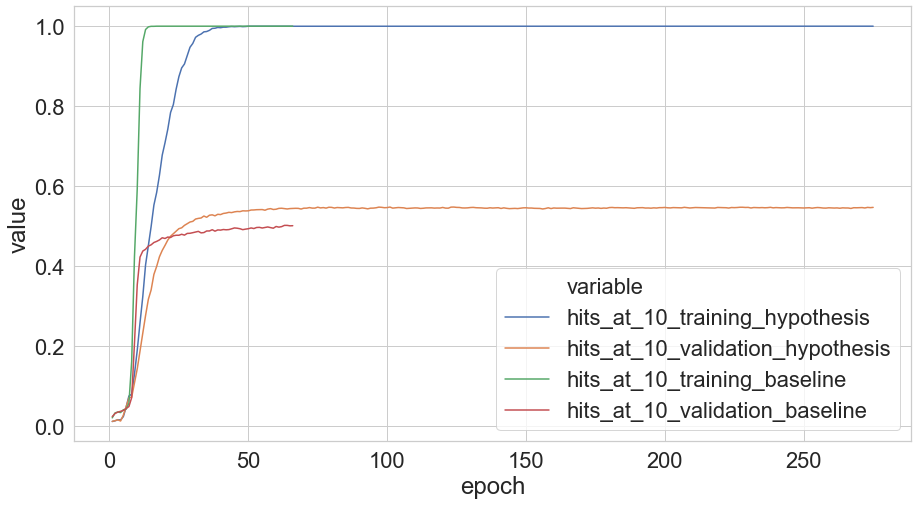 1.0
0.8
0.6
0.4
0.2
0.0
value
0
50
100
150
200
250
epoch
variable
hits_at_10_training_hypothesis
hits_at_10_validation_hypothesis
hits_at_10_training_baseline
hits_at_10_validation_baseline